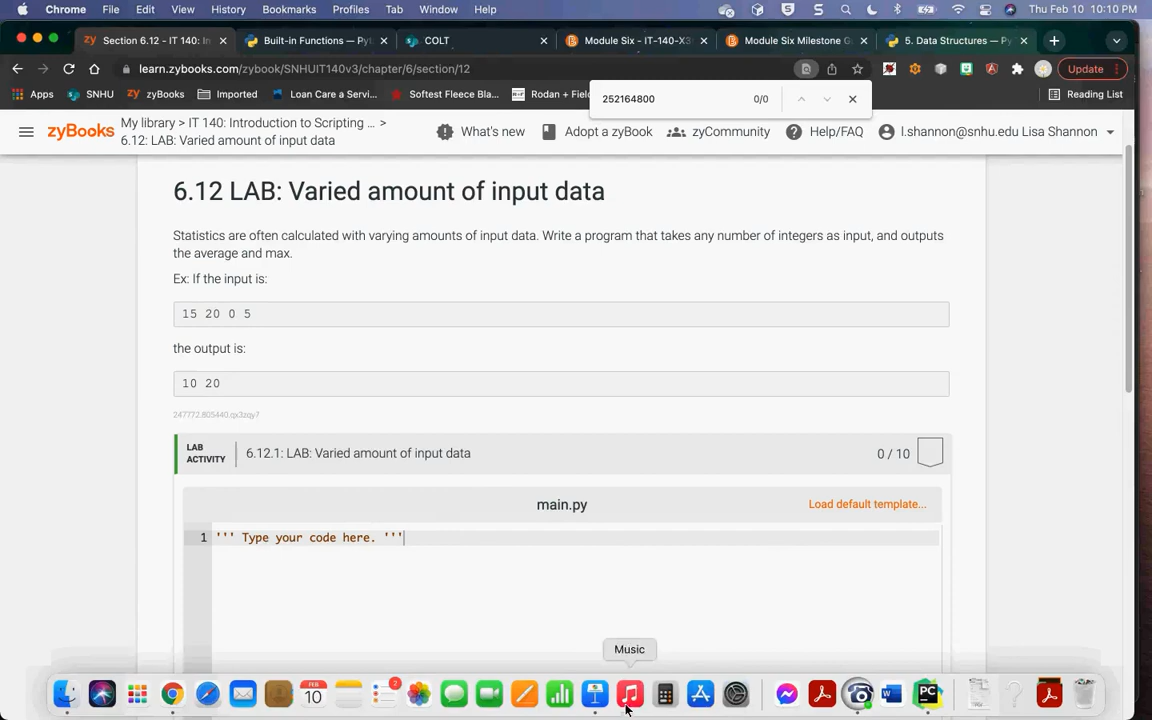 Chrome File Edit View History Bookmarks Profiles Tab Window Help Thu Feb 10 10:10 PM
Section 6.12 - IT 140: In Built-in Functions — Pyt COLT Module Six - IT-140-X3 Module Six Milestone G 5. Data Structures — Py
learn.zybooks.com/zybook/SNHUIT140v3/chapter/6/section/12 Update
Apps SNHU zyBooks Imported Loan Care a Servi... Softest Fleece Bla... Rodan + Field Reading List
252164800 0/0
zyBooks My library > IT 140: Introduction to Scripting ... >
6.12: LAB: Varied amount of input data
What's new Adopt a zyBook zyCommunity Help/FAQ l.shannon@snhu.edu Lisa Shannon
6.12 LAB: Varied amount of input data
Statistics are often calculated with varying amounts of input data. Write a program that takes any number of integers as input, and outputs
the average and max.
Ex: If the input is:
15 20 0 5
the output is:
10 20
247772.805440.qx3zqy7
LAB
ACTIVITY
6.12.1: LAB: Varied amount of input data
0 / 10
main.py
Load default template...
1 ''' Type your code here. '''
Music
FEB
10
2
PC